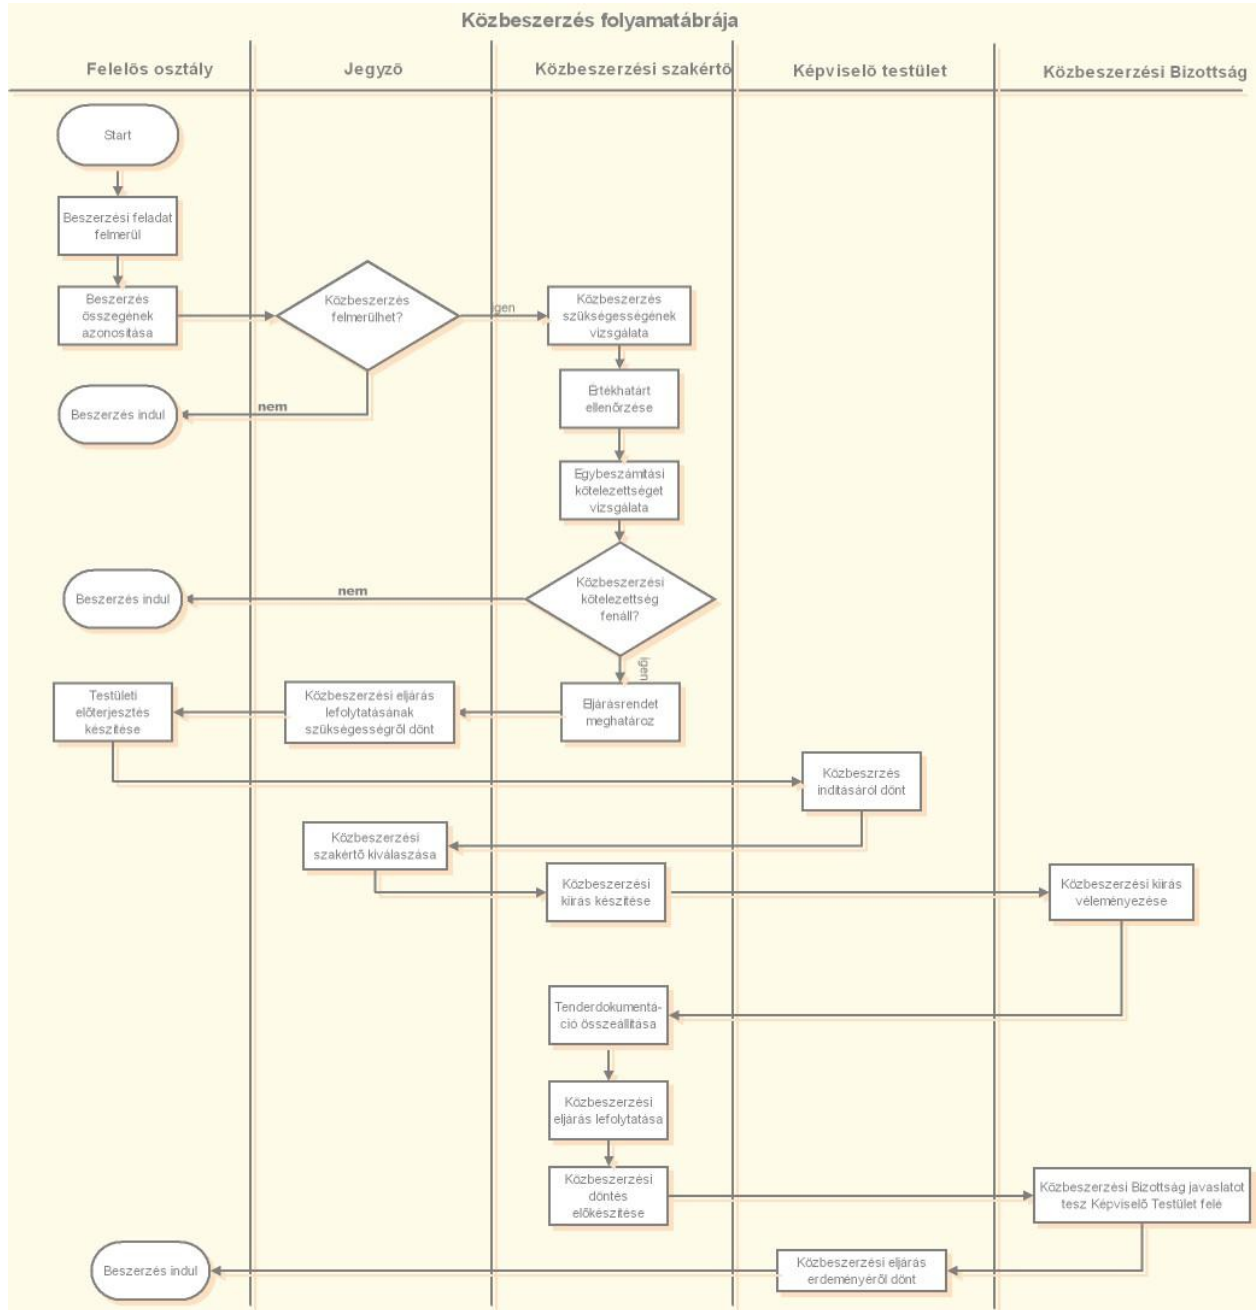 Közbeszerzés folyamatábrája
Felelős osztály
Jegyző
Közbeszerzési szakértő
Képviselő testület
Közbeszerzési Bizottság
Start
Beszerzési feladat
felmerül
Beszerzés
összegének
azonosítása
Közbeszerzés
felmerülhet?
igen
Közbeszerzés
szükségességének
vizsgálata
Beszerzés indul
nem
Értékhatárt
ellenőrzése
Egybeszámítási
kötelezettséget
vizsgálata
Beszerzés indul
nem
Közbeszerzési
kötelezettség
fenáll?
igen
Testületi
előterjesztés
készítése
Közbeszerzési eljárás
lefolytatásának
szükségességről dönt
Eljárásrendet
meghatároz
Közbeszrzés
indításáról dönt
Közbeszerzési
szakértő kiválaszása
Közbeszerzési
kiírás készítése
Közbeszerzési kiírás
véleményezése
Tenderdokumentá-
ció összeállítása
Közbeszerzési
eljárás lefolytatása
Közbeszerzési
döntés
előkészítése
Közbeszerzési Bizottság javaslatot
tesz Képviselő Testület felé
Beszerzés indul
Közbeszerzési eljárás
erdeményéről dönt